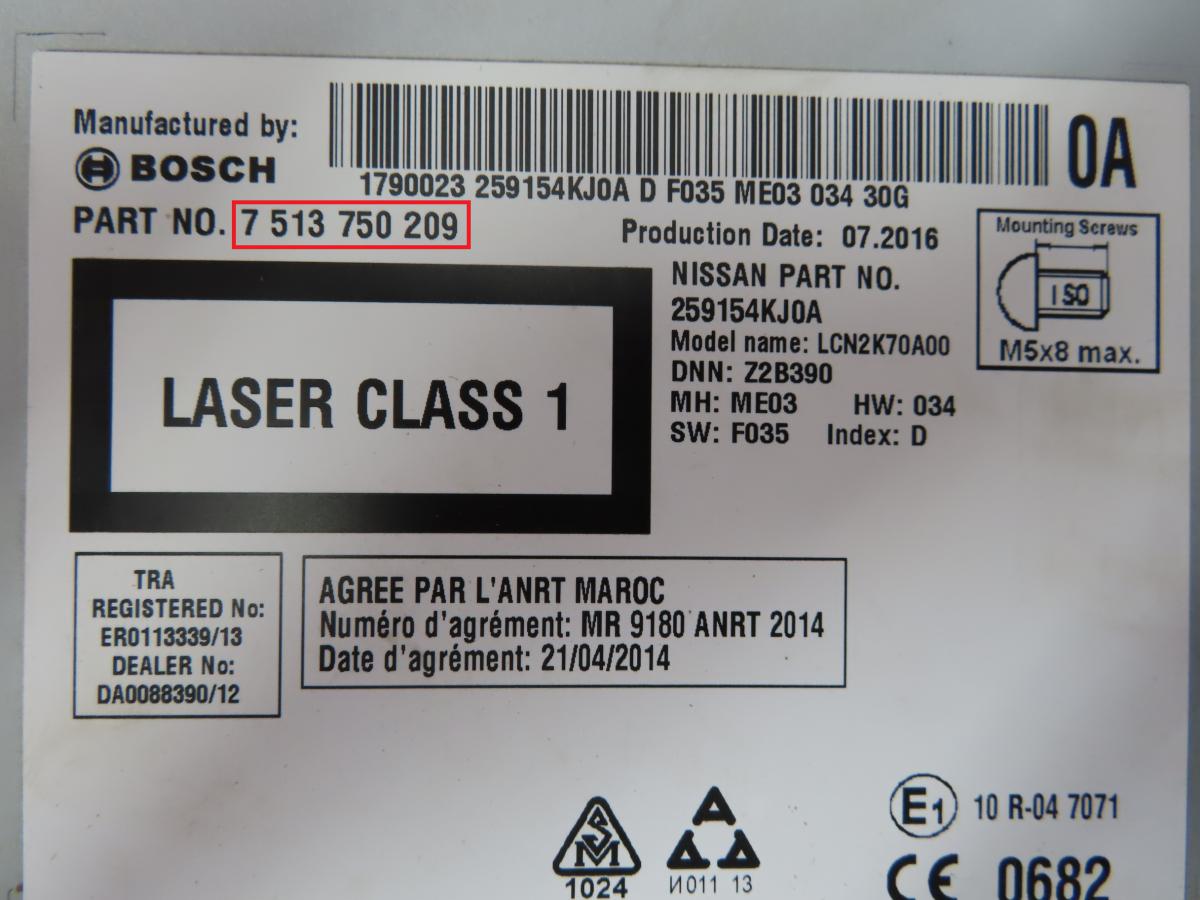 Manufactured by:
BOSCH
1790023 259154KJ0A D F035 ME03 034 30G
0A
PART NO. 7 513 750 209
Production Date: 07.2016
Mounting Screws
ISO
M5x8 max.
LASER CLASS 1
NISSAN PART NO.
259154KJ0A
Model name: LCN2K70A00
DNN: Z2B390
MH: ME03 HW: 034
SW: F035 Index: D
TRA
REGISTERED No:
ER0113339/13
DEALER No:
DA0088390/12
AGREE PAR L'ANRT MAROC
Numéro d'agrément: MR 9180 ANRT 2014
Date d'agrément: 21/04/2014
SM
1024
И011 13
E1 10 R-04 7071
CE 0682